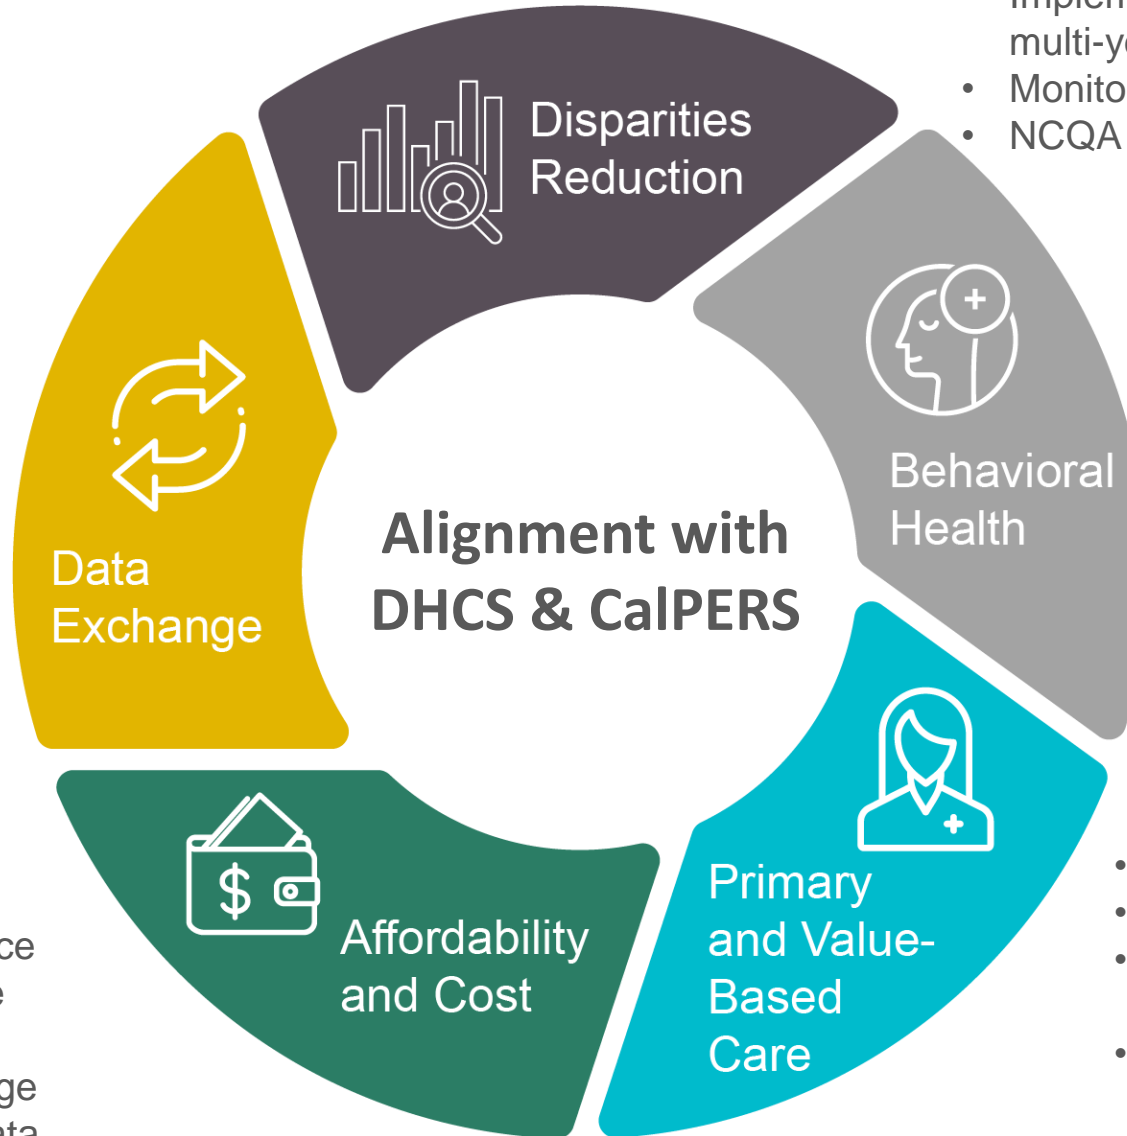 multi-ye
• Monito
• NCQA
Disparities
Reduction
+
Behavioral
Health
Alignment with
DHCS & CalPERS
Data
Exchange
$
Affordability
and Cost
+
Primary
and Value-
Based
Care
•
•
•
•
ce
e
ge